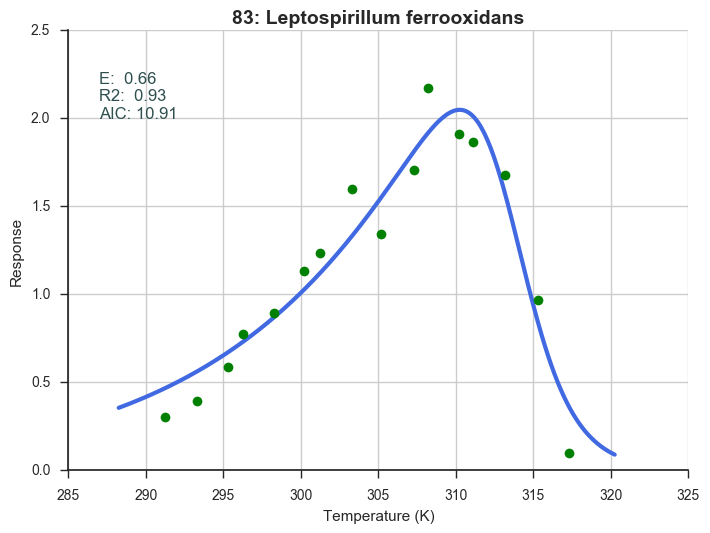 83: Leptospirillum ferrooxidans
E:  0.66
R2:  0.93
AIC: 10.91
2.5
2.0
1.5
1.0
0.5
0.0
Response
285 290 295 300 305 310 315 320 325
Temperature (K)